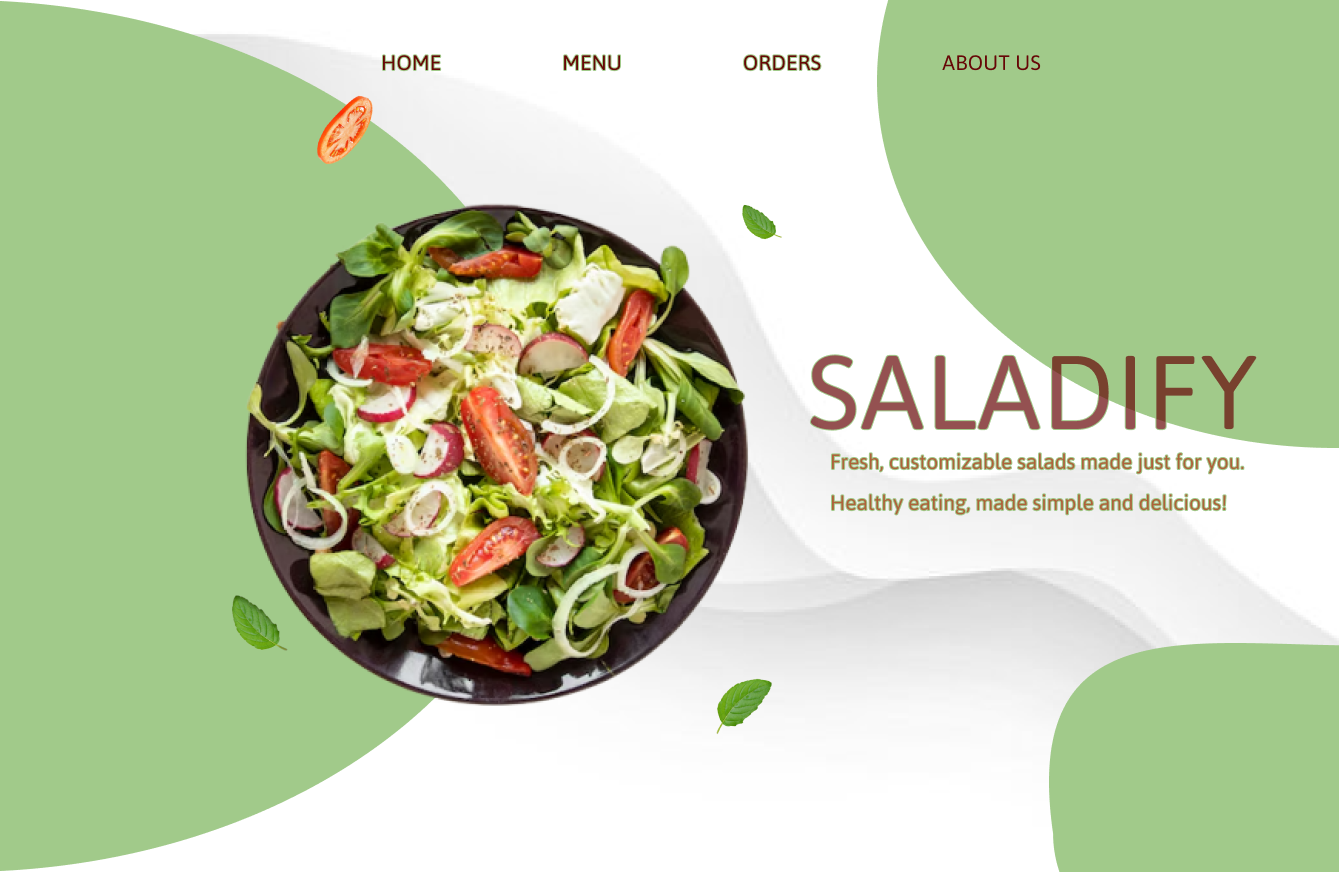 HOME MENU ORDERS ABOUT US
SALADIFY
Fresh, customizable salads made just for you.
Healthy eating, made simple and delicious!